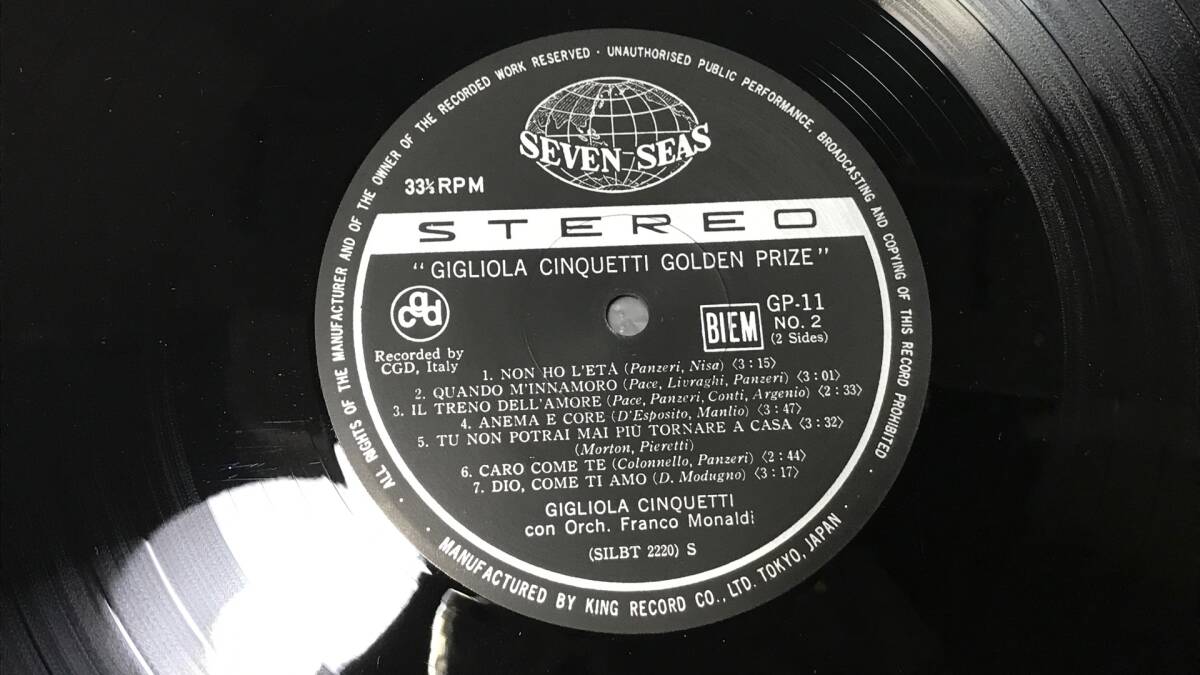 ALL RIGHTS OF THE MANUFACTURER AND OF THE OWNER OF THE RECORDED WORK RESERVED · UNAUTHORISED PUBLIC PERFORMANCE, BROADCASTING AND COPYING OF THIS RECORD PROHIBITED ·
SEVEN SEAS
33⅓ RPM
STEREO
"GIGLIOLA CINQUETTI GOLDEN PRIZE"
cgd
Recorded by
CGD, Italy
BIEM
GP-11
NO. 2
(2 Sides)
1. NON HO L'ETÀ (Panzeri, Nisa) 〈3:15〉
2. QUANDO M'INNAMORO (Pace, Livraghi, Panzeri) 〈3:01〉
3. IL TRENO DELL'AMORE (Pace, Panzeri, Conti, Argenio) 〈2:33〉
4. ANEMA E CORE (D'Esposito, Manlio) 〈3:47〉
5. TU NON POTRAI MAI PIÙ TORNARE A CASA 〈3:32〉
(Morton, Pieretti)
6. CARO COME TE (Colonnello, Panzeri) 〈2:44〉
7. DIO, COME TI AMO (D. Modugno) 〈3:17〉
GIGLIOLA CINQUETTI
con Orch. Franco Monaldi
(SILBT 2220) S
· MANUFACTURED BY KING RECORD CO., LTD. TOKYO, JAPAN ·